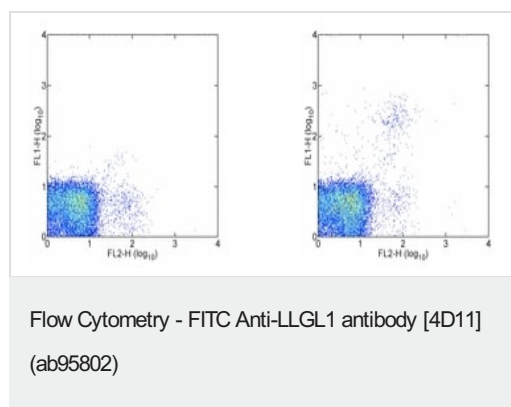 4
3
2
1
0
FL1-H (log10)
0 1 2 3 4
FL2-H (log10)
4
3
2
1
0
FL1-H (log10)
0 1 2 3 4
FL2-H (log10)
Flow Cytometry - FITC Anti-LLGL1 antibody [4D11]
(ab95802)